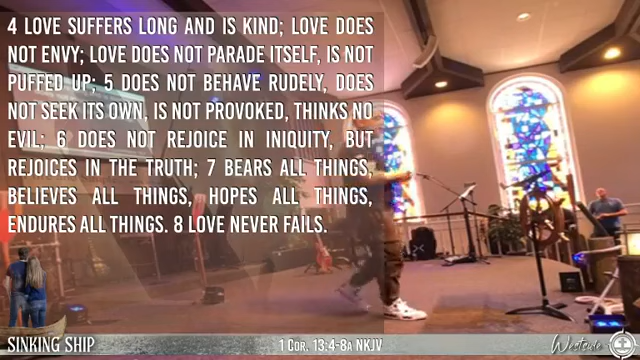 4 LOVE SUFFERS LONG AND IS KIND; LOVE DOES
NOT ENVY; LOVE DOES NOT PARADE ITSELF, IS NOT
PUFFED UP; 5 DOES NOT BEHAVE RUDELY, DOES
NOT SEEK ITS OWN, IS NOT PROVOKED, THINKS NO
EVIL; 6 DOES NOT REJOICE IN INIQUITY, BUT
REJOICES IN THE TRUTH; 7 BEARS ALL THINGS,
BELIEVES ALL THINGS, HOPES ALL THINGS,
ENDURES ALL THINGS. 8 LOVE NEVER FAILS.
SINKING SHIP
1 COR. 13:4-8A NKJV
Westside